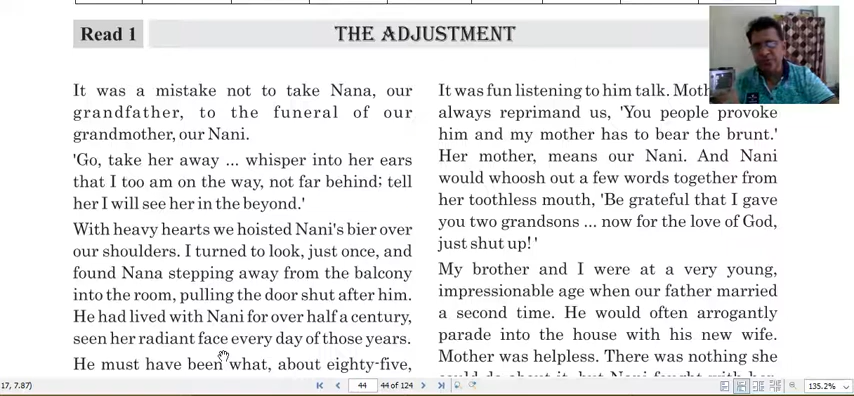 Read 1
THE ADJUSTMENT
It was a mistake not to take Nana, our
grandfather, to the funeral of our
grandmother, our Nani.
'Go, take her away ... whisper into her ears
that I too am on the way, not far behind; tell
her I will see her in the beyond.'
With heavy hearts we hoisted Nani's bier over
our shoulders. I turned to look, just once, and
found Nana stepping away from the balcony
into the room, pulling the door shut after him.
He had lived with Nani for over half a century,
seen her radiant face every day of those years.
He must have been what, about eighty-five,
It was fun listening to him talk.
always reprimand us, 'You people provoke
him and my mother has to bear the brunt.'
Her mother, means our Nani. And Nani
would whoosh out a few words together from
her toothless mouth, 'Be grateful that I gave
you two grandsons ... now for the love of God,
just shut up!'
My brother and I were at a very young,
impressionable age when our father married
a second time. He would often arrogantly
parade into the house with his new wife.
Mother was helpless. There was nothing she
17, 7.87)
44
44 of 124
135.2%